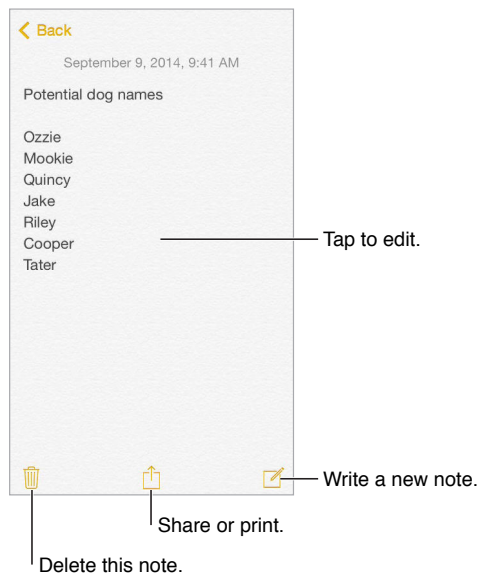 Back
September 9, 2014, 9:41 AM
Potential dog names
Ozzie
Mookie
Quincy
Jake
Riley
Cooper
Tater
Tap to edit.
Write a new note.
Share or print.
Delete this note.